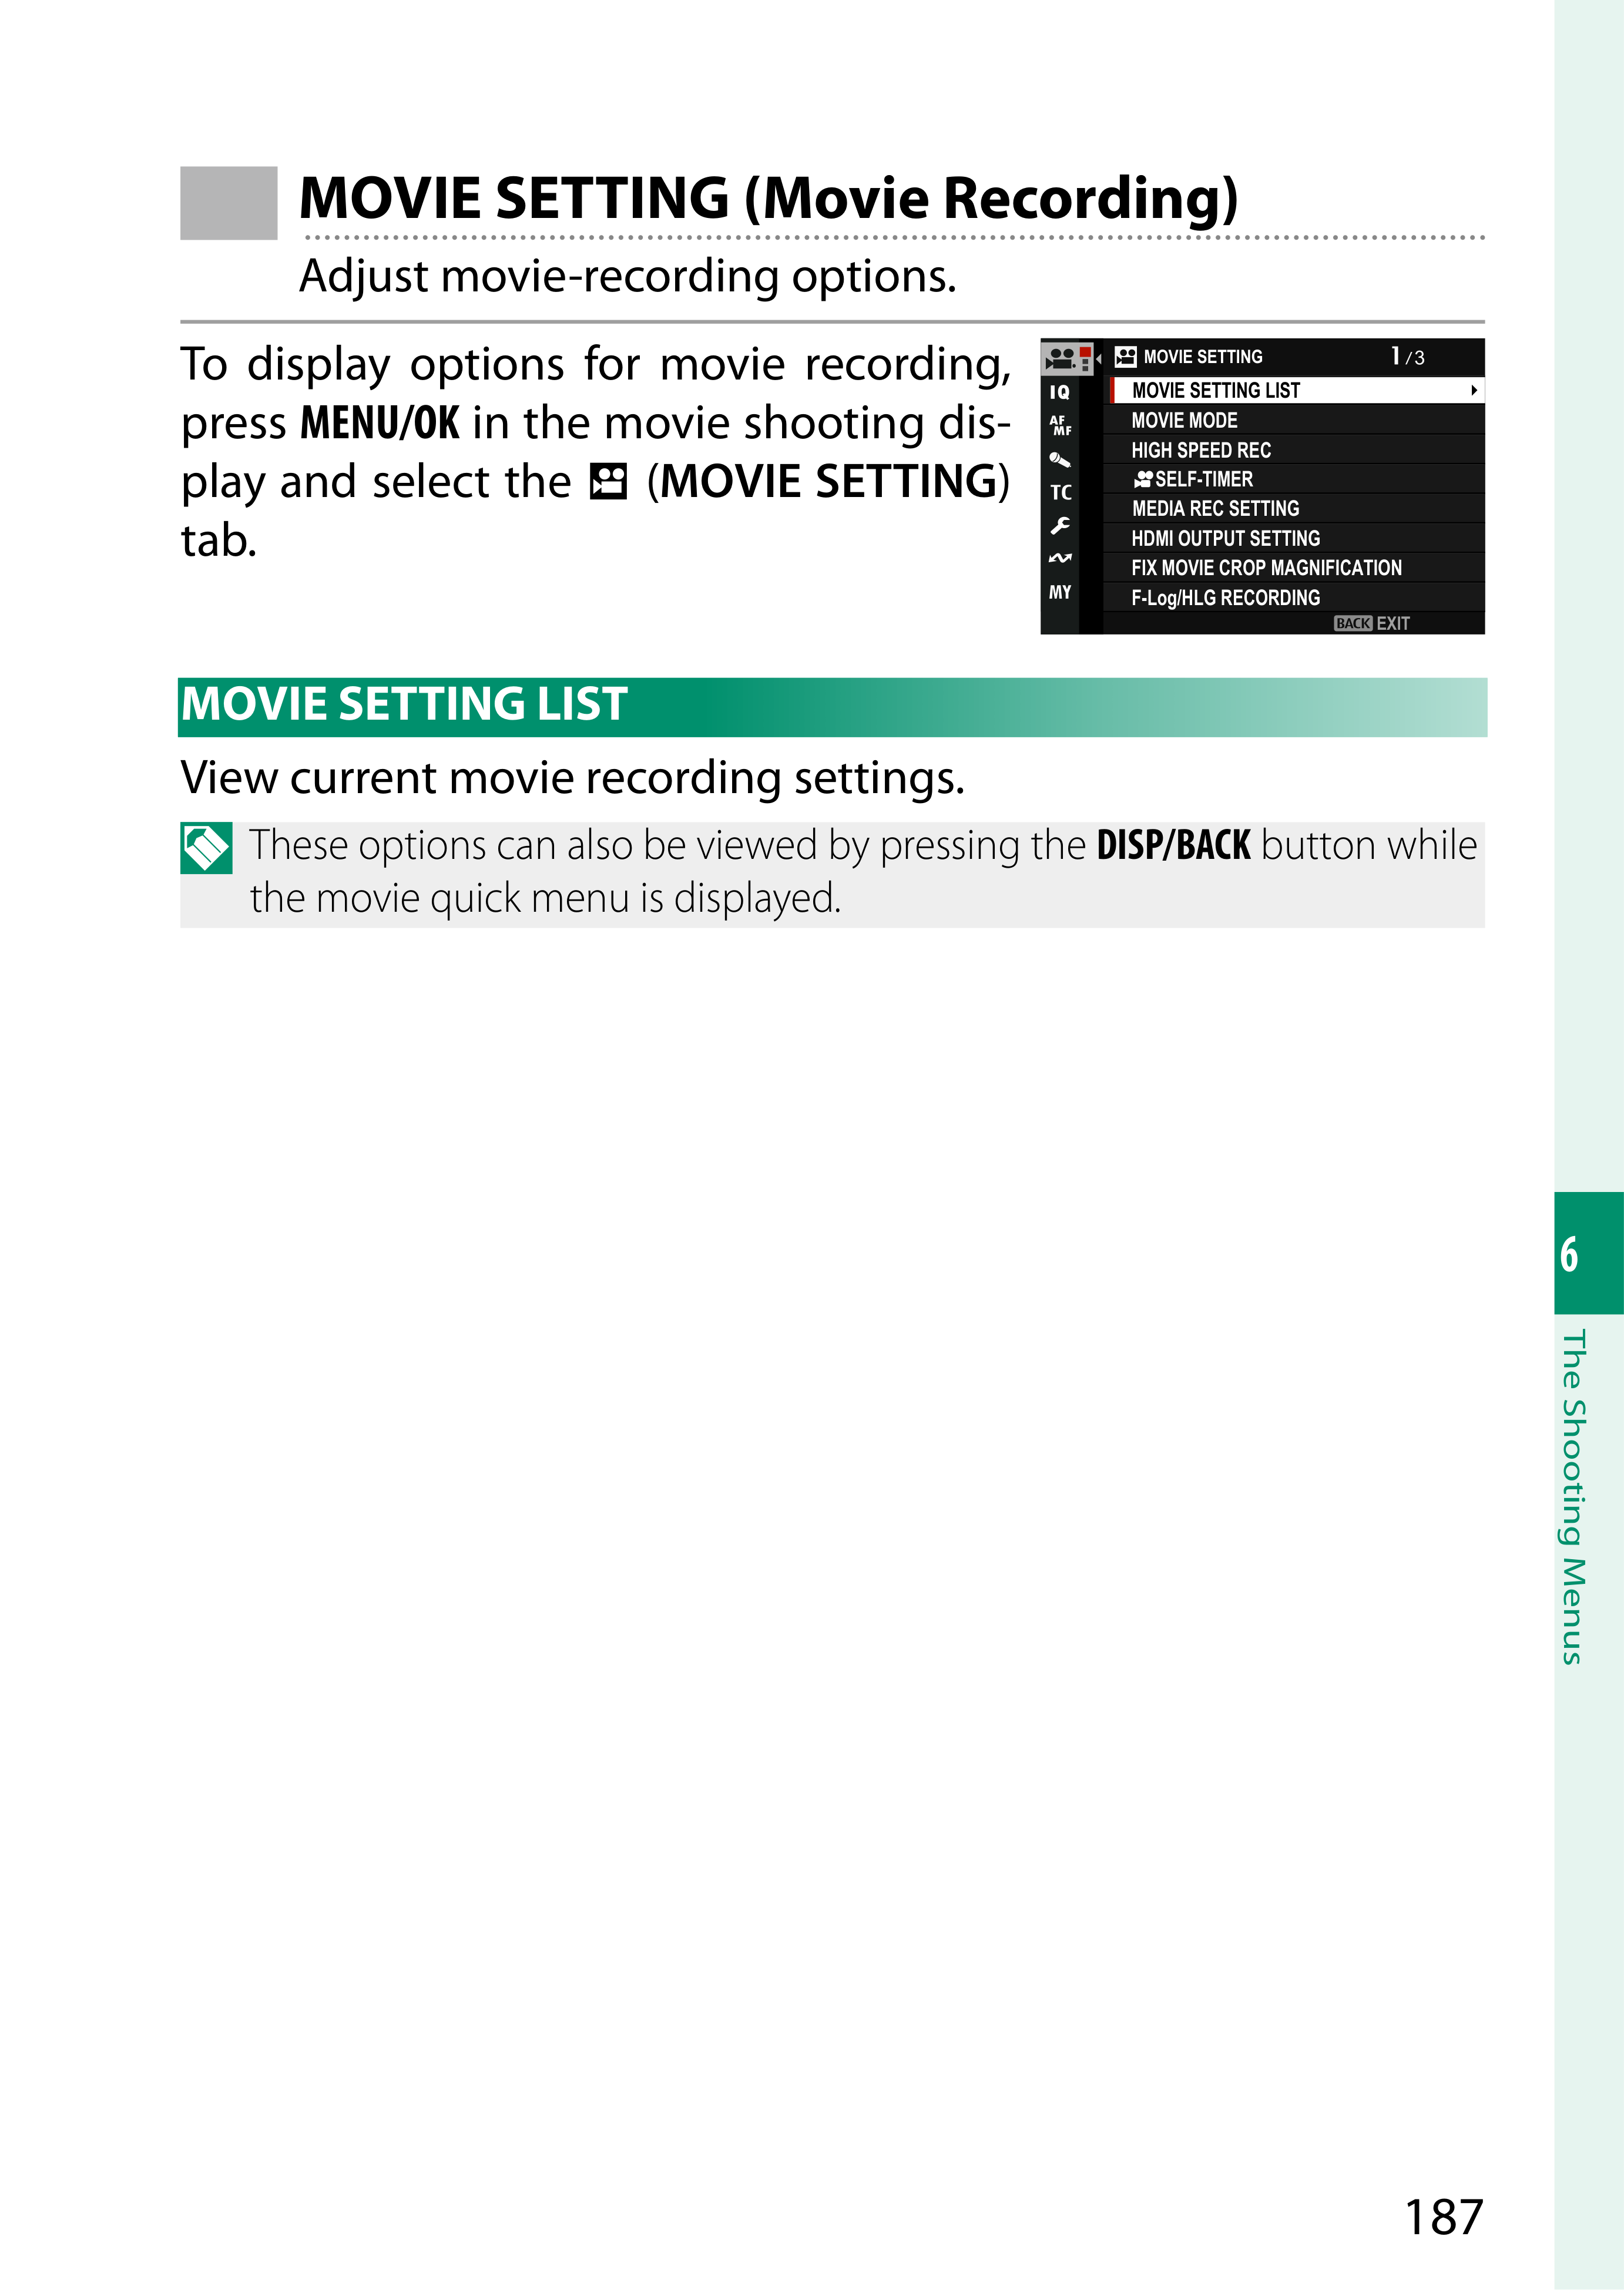 MOVIE SETTING (Movie Recording)
Adjust movie-recording options.
To display options for movie recording,
press MENU/OK in the movie shooting dis-
play and select the (MOVIE SETTING)
tab.
MOVIE SETTING 1/3
IQ
AF
MF
TC
MY
MOVIE SETTING LIST
MOVIE MODE
HIGH SPEED REC
SELF-TIMER
MEDIA REC SETTING
HDMI OUTPUT SETTING
FIX MOVIE CROP MAGNIFICATION
F-Log/HLG RECORDING
BACK EXIT
MOVIE SETTING LIST
View current movie recording settings.
These options can also be viewed by pressing the DISP/BACK button while
the movie quick menu is displayed.
6
The Shooting Menus
187